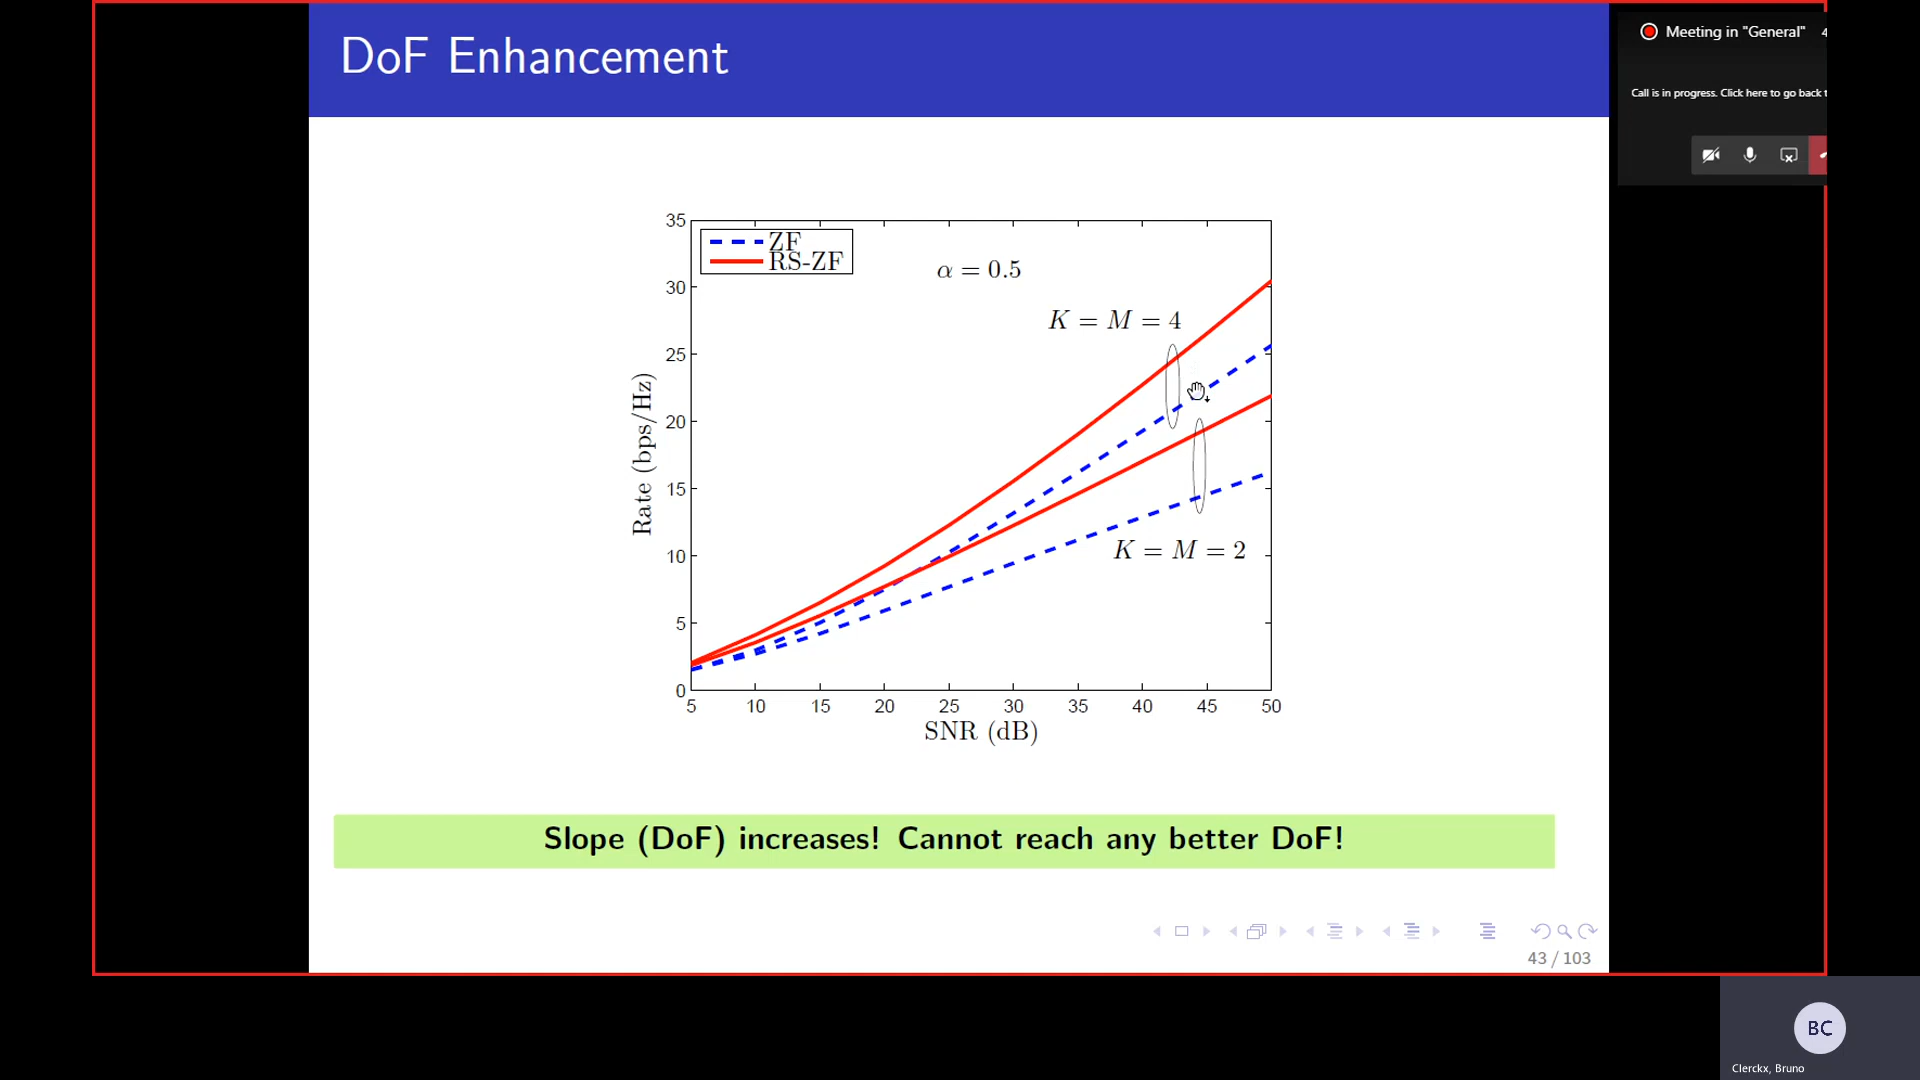 DoF Enhancement
Meeting in "General" 4
Call is in progress. Click here to go back t
ZF
RS-ZF
α = 0.5
K = M = 4
K = M = 2
35
30
25
20
15
10
5
0
Rate (bps/Hz)
5 10 15 20 25 30 35 40 45 50
SNR (dB)
Slope (DoF) increases! Cannot reach any better DoF!
43 / 103
BC
Clerckx, Bruno